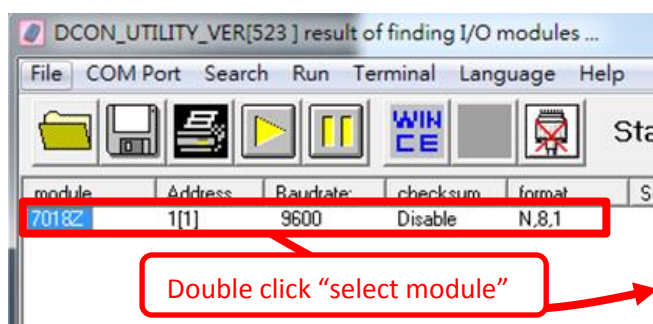 DCON_UTILITY_VER[523 ] result of finding I/O modules ...
File COM Port Search Run Terminal Language Help
WIN
CE
Sta
module Address Baudrate: checksum format S
7018Z 1[1] 9600 Disable N,8,1
Double click “select module”